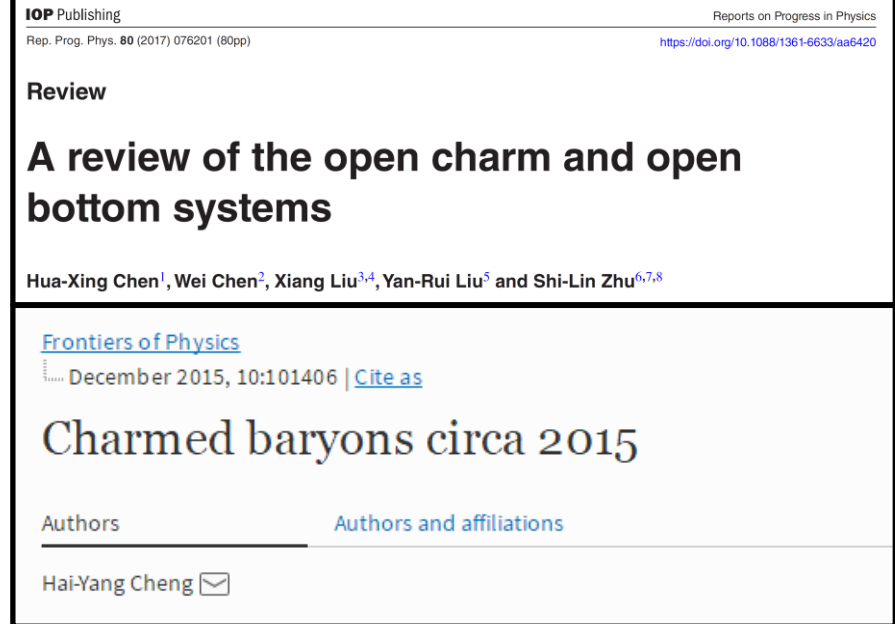 IOP Publishing Reports on Progress in Physics
Rep. Prog. Phys. 80 (2017) 076201 (80pp) https://doi.org/10.1088/1361-6633/aa6420
Review
A review of the open charm and open
bottom systems
Hua-Xing Chen1, Wei Chen2, Xiang Liu3,4, Yan-Rui Liu5 and Shi-Lin Zhu6,7,8
Frontiers of Physics
December 2015, 10:101406 | Cite as
Charmed baryons circa 2015
Authors Authors and affiliations
Hai-Yang Cheng